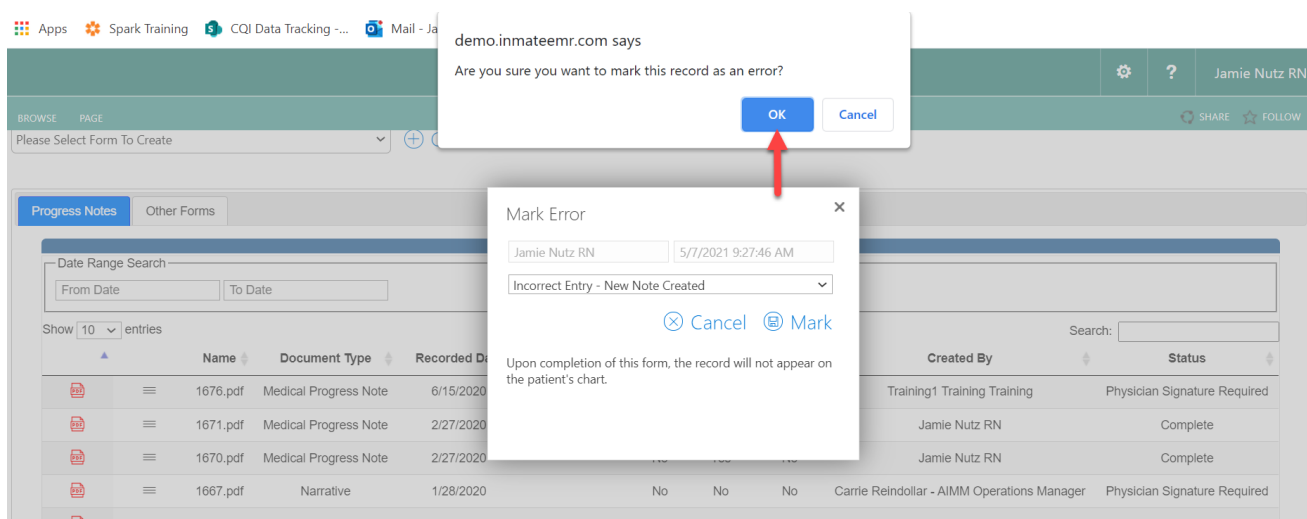 Apps Spark Training CQI Data Tracking -... Mail - Ja
demo.inmateemr.com says
Are you sure you want to mark this record as an error?
OK Cancel
? Jamie Nutz RN
BROWSE PAGE SHARE FOLLOW
Please Select Form To Create
Mark Error
Jamie Nutz RN 5/7/2021 9:27:46 AM
Incorrect Entry - New Note Created
Cancel Mark
Upon completion of this form, the record will not appear on
the patient's chart.
Progress Notes Other Forms
Date Range Search
From Date To Date
Show 10 entries Search:
Name Document Type Recorded Da Created By Status
1676.pdf Medical Progress Note 6/15/2020 Training1 Training Training Physician Signature Required
1671.pdf Medical Progress Note 2/27/2020 Jamie Nutz RN Complete
1670.pdf Medical Progress Note 2/27/2020 No Yes No Jamie Nutz RN Complete
1667.pdf Narrative 1/28/2020 No No No Carrie Reindollar - AIMM Operations Manager Physician Signature Required